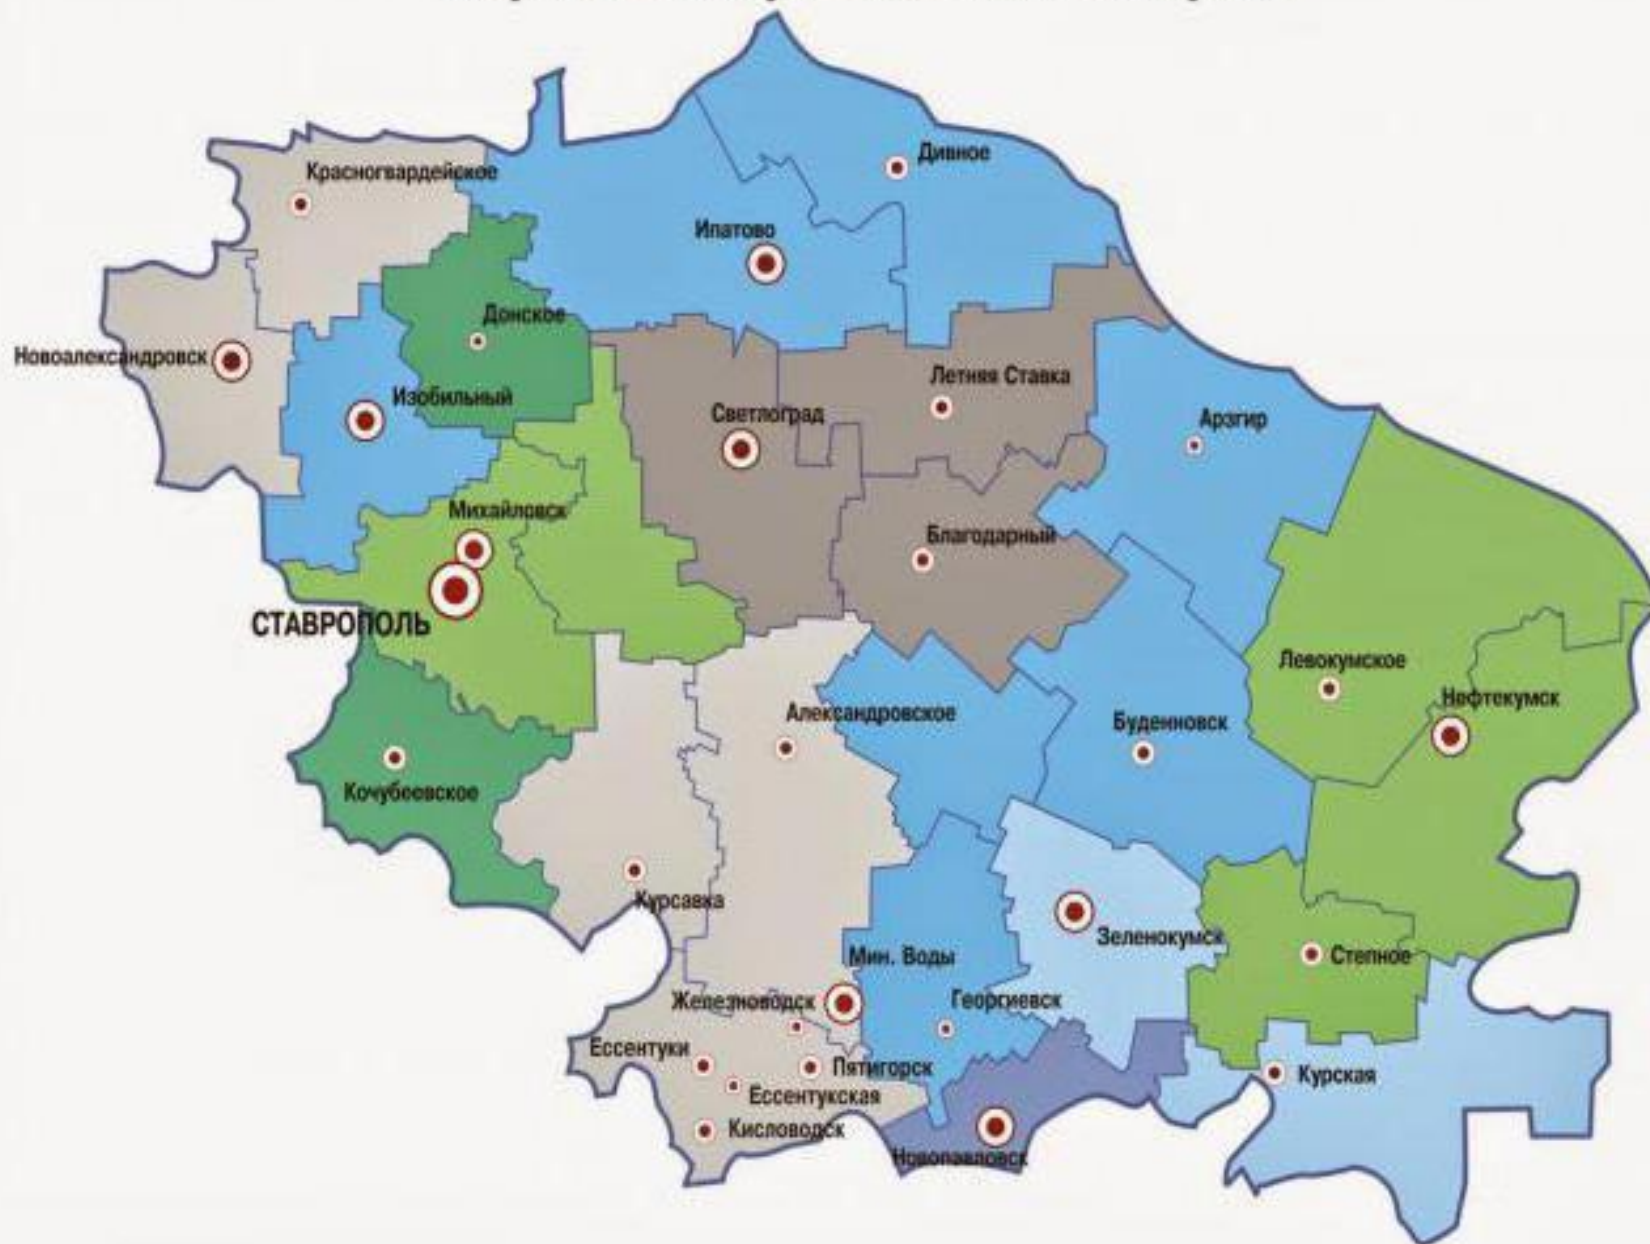 Дивное
Красногвардейское
Ипатово
Донское
Новоалександровск
Летняя Ставка
Изобильный
Светлоград
Арзгир
Михайловск
Благодарный
СТАВРОПОЛЬ
Левокумское
Нефтекумск
Александровское
Буденновск
Кочубеевское
Курсавка
Зеленокумск
Мин. Воды
Степное
Железноводск
Георгиевск
Ессентуки
Пятигорск
Курская
Ессентукская
Кисловодск
Новопавловск